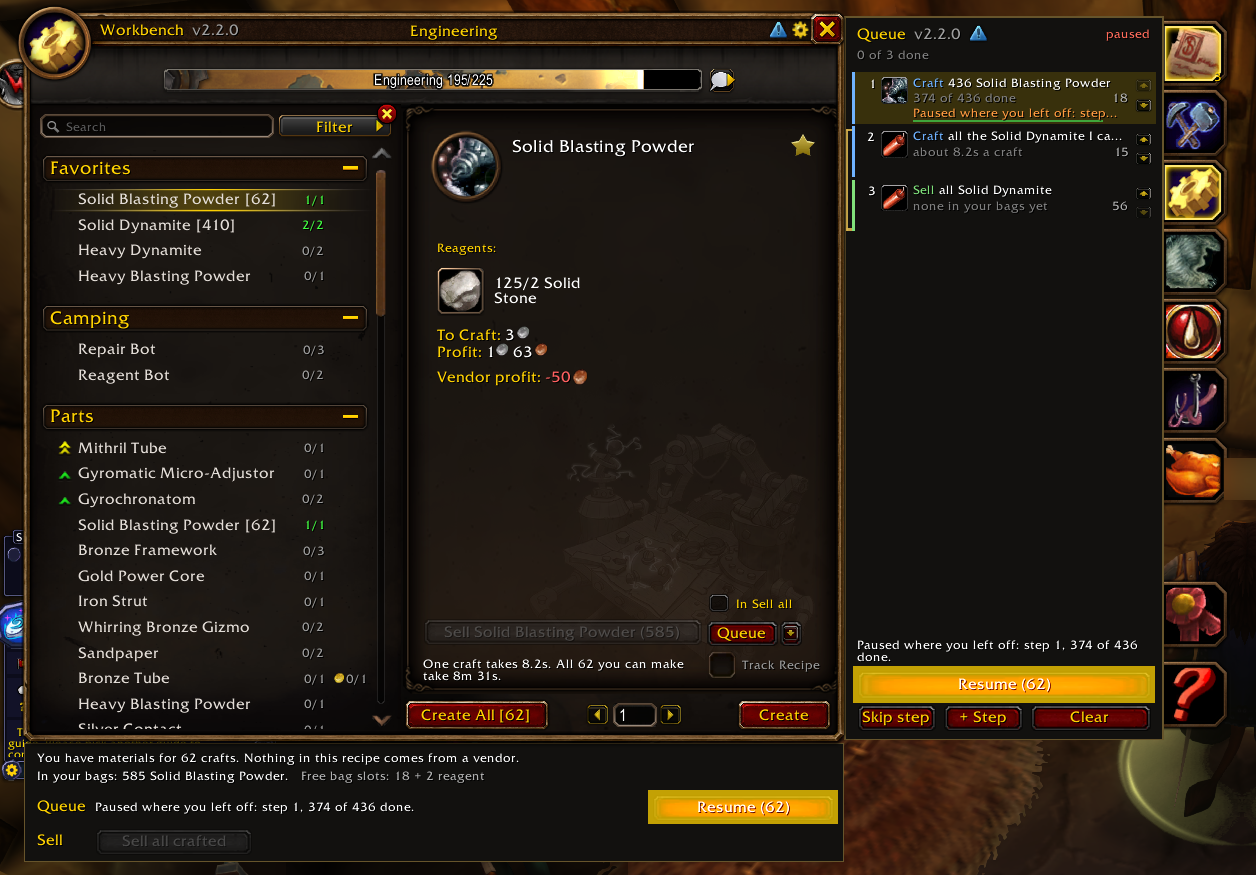 Workbench v2.2.0
Engineering
Engineering 195/225
Search
Filter
Favorites
Solid Blasting Powder [62] 1/1
Solid Dynamite [410] 2/2
Heavy Dynamite 0/2
Heavy Blasting Powder 0/1
Camping
Repair Bot 0/3
Reagent Bot 0/2
Parts
Mithril Tube 0/1
Gyromatic Micro-Adjustor 0/1
Gyrochronatom 0/2
Solid Blasting Powder [62] 1/1
Bronze Framework 0/3
Gold Power Core 0/1
Iron Strut 0/1
Whirring Bronze Gizmo 0/2
Sandpaper 0/2
Bronze Tube 0/1 0/1
Heavy Blasting Powder 0/1
Silver Contact 0/1
Solid Blasting Powder
Reagents:
125/2 Solid
Stone
To Craft: 3
Profit: 1 63
Vendor profit: -50
In Sell all
Sell Solid Blasting Powder (585)
Queue
One craft takes 8.2s. All 62 you can make
take 8m 31s.
Track Recipe
Create All [62]
1
Create
You have materials for 62 crafts. Nothing in this recipe comes from a vendor.
In your bags: 585 Solid Blasting Powder. Free bag slots: 18 + 2 reagent
Queue Paused where you left off: step 1, 374 of 436 done.
Resume (62)
Sell
Sell all crafted
Queue v2.2.0
paused
0 of 3 done
1 Craft 436 Solid Blasting Powder
374 of 436 done 18
Paused where you left off: step...
2 Craft all the Solid Dynamite I ca...
about 8.2s a craft 15
3 Sell all Solid Dynamite
none in your bags yet 56
Paused where you left off: step 1, 374 of 436
done.
Resume (62)
Skip step
+ Step
Clear